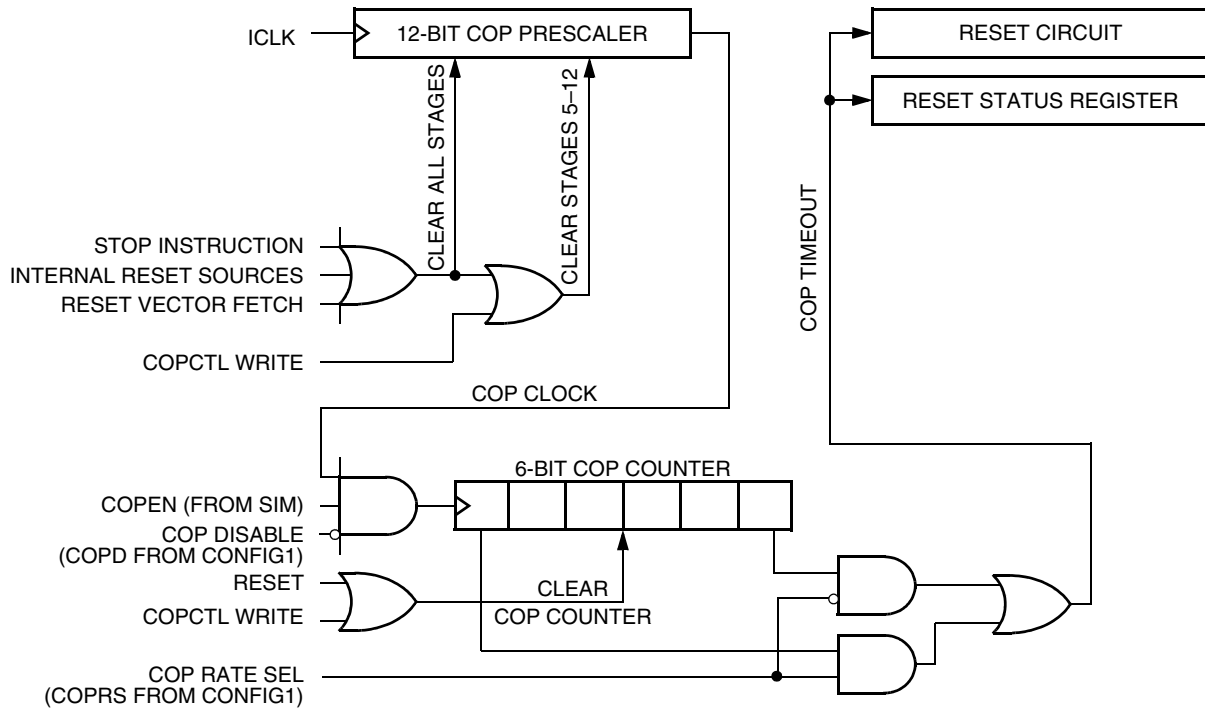 ICLK
12-BIT COP PRESCALER
RESET CIRCUIT
RESET STATUS REGISTER
CLEAR ALL STAGES
CLEAR STAGES 5–12
COP TIMEOUT
STOP INSTRUCTION
INTERNAL RESET SOURCES
RESET VECTOR FETCH
COPCTL WRITE
COP CLOCK
6-BIT COP COUNTER
COPEN (FROM SIM)
COP DISABLE
(COPD FROM CONFIG1)
RESET
COPCTL WRITE
CLEAR
COP COUNTER
COP RATE SEL
(COPRS FROM CONFIG1)